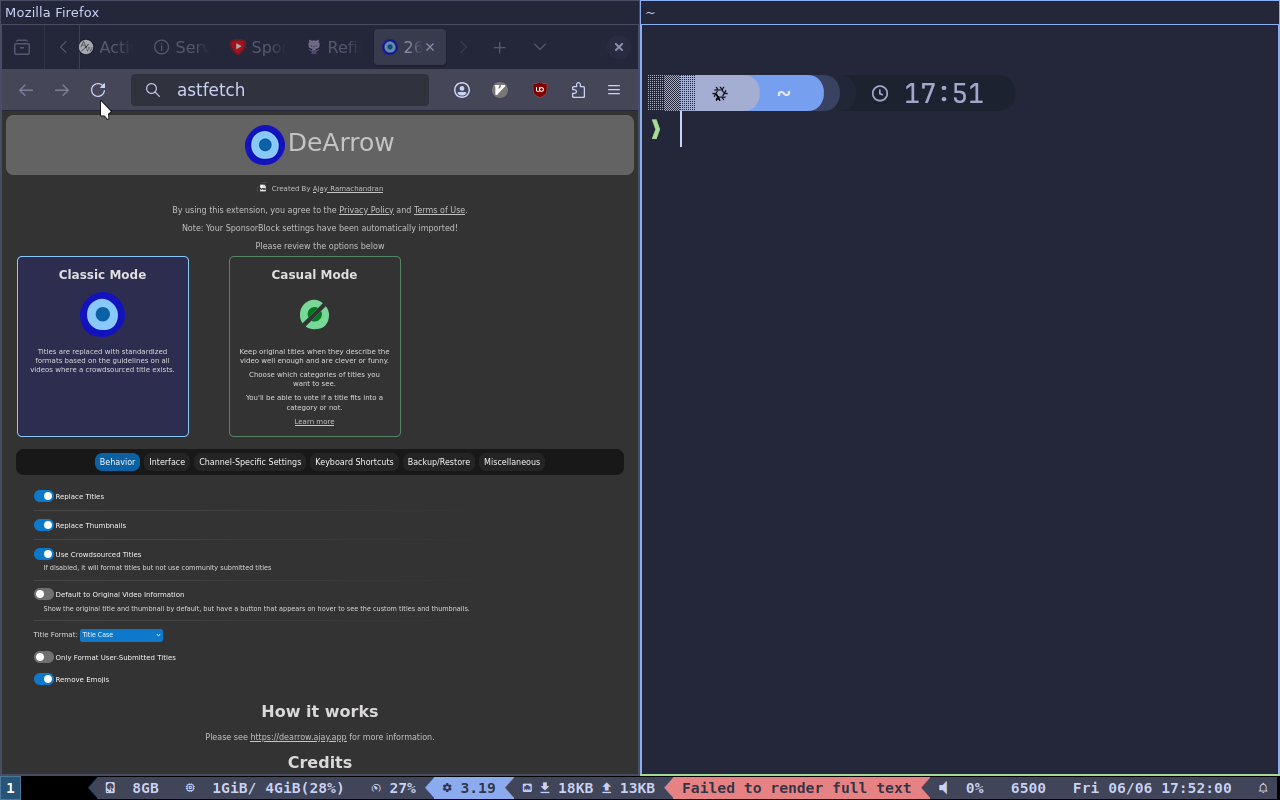 Mozilla Firefox
~
Acti
Serv
Spo
Refi
26
astfetch
~
17:51
DeArrow
Created By Ajay Ramachandran
By using this extension, you agree to the Privacy Policy and Terms of Use.
Note: Your SponsorBlock settings have been automatically imported!
Please review the options below
Classic Mode
Titles are replaced with standardized
formats based on the guidelines on all
videos where a crowdsourced title exists.
Casual Mode
Keep original titles when they describe the
video well enough and are clever or funny.
Choose which categories of titles you
want to see.
You'll be able to vote if a title fits into a
category or not.
Learn more
Behavior Interface Channel-Specific Settings Keyboard Shortcuts Backup/Restore Miscellaneous
Replace Titles
Replace Thumbnails
Use Crowdsourced Titles
If disabled, it will format titles but not use community submitted titles
Default to Original Video Information
Show the original title and thumbnail by default, but have a button that appears on hover to see the custom titles and thumbnails.
Title Format: Title Case
Only Format User-Submitted Titles
Remove Emojis
How it works
Please see https://dearrow.ajay.app for more information.
Credits
1 8GB 1GiB/ 4GiB(28%) 27% 3.19 18KB 13KB Failed to render full text 0% 6500 Fri 06/06 17:52:00